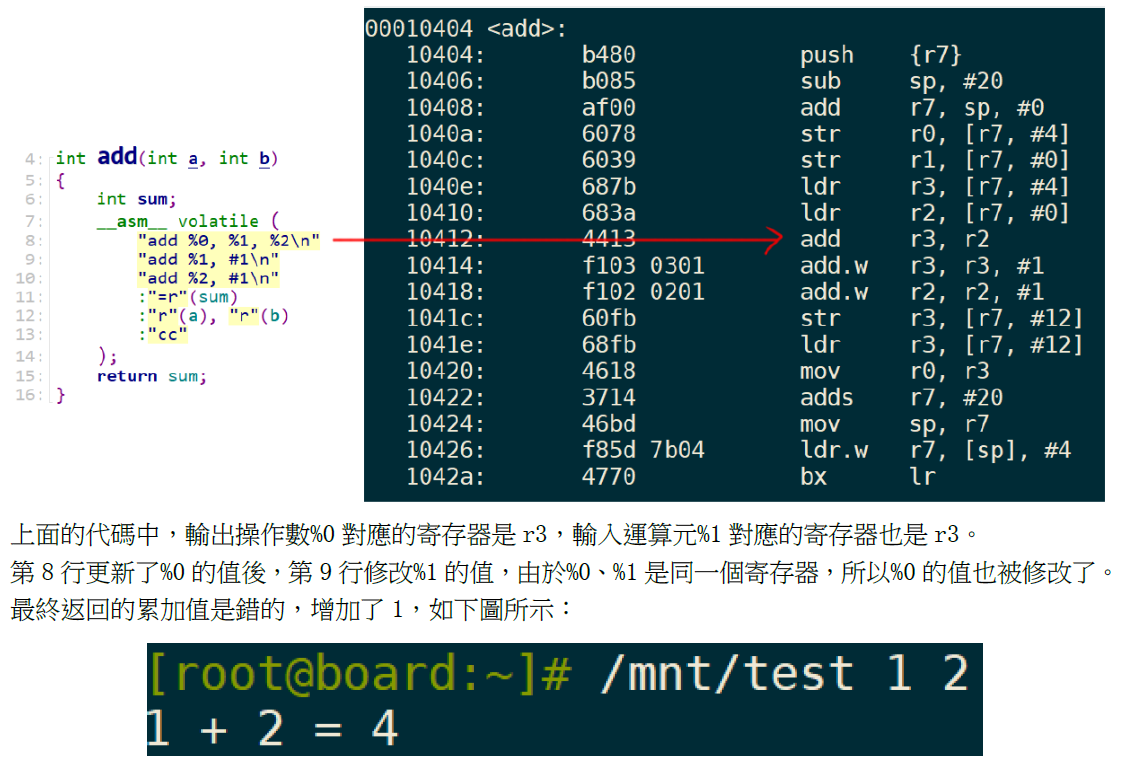 4: int add(int a, int b)
5: {
6: int sum;
7: __asm__ volatile (
8: "add %0, %1, %2\n"
9: "add %1, #1\n"
10: "add %2, #1\n"
11: :"=r"(sum)
12: :"r"(a), "r"(b)
13: :"cc"
14: );
15: return sum;
16: }
00010404 <add>:
10404: b480 push {r7}
10406: b085 sub sp, #20
10408: af00 add r7, sp, #0
1040a: 6078 str r0, [r7, #4]
1040c: 6039 str r1, [r7, #0]
1040e: 687b ldr r3, [r7, #4]
10410: 683a ldr r2, [r7, #0]
10412: 4413 add r3, r2
10414: f103 0301 add.w r3, r3, #1
10418: f102 0201 add.w r2, r2, #1
1041c: 60fb str r3, [r7, #12]
1041e: 68fb ldr r3, [r7, #12]
10420: 4618 mov r0, r3
10422: 3714 adds r7, #20
10424: 46bd mov sp, r7
10426: f85d 7b04 ldr.w r7, [sp], #4
1042a: 4770 bx lr
上面的代碼中，輸出操作數%0 對應的寄存器是 r3，輸入運算元%1 對應的寄存器也是 r3。
第 8 行更新了%0 的值後，第 9 行修改%1 的值，由於%0、%1 是同一個寄存器，所以%0 的值也被修改了。
最終返回的累加值是錯的，增加了 1，如下圖所示：
[root@board:~]# /mnt/test 1 2
1 + 2 = 4